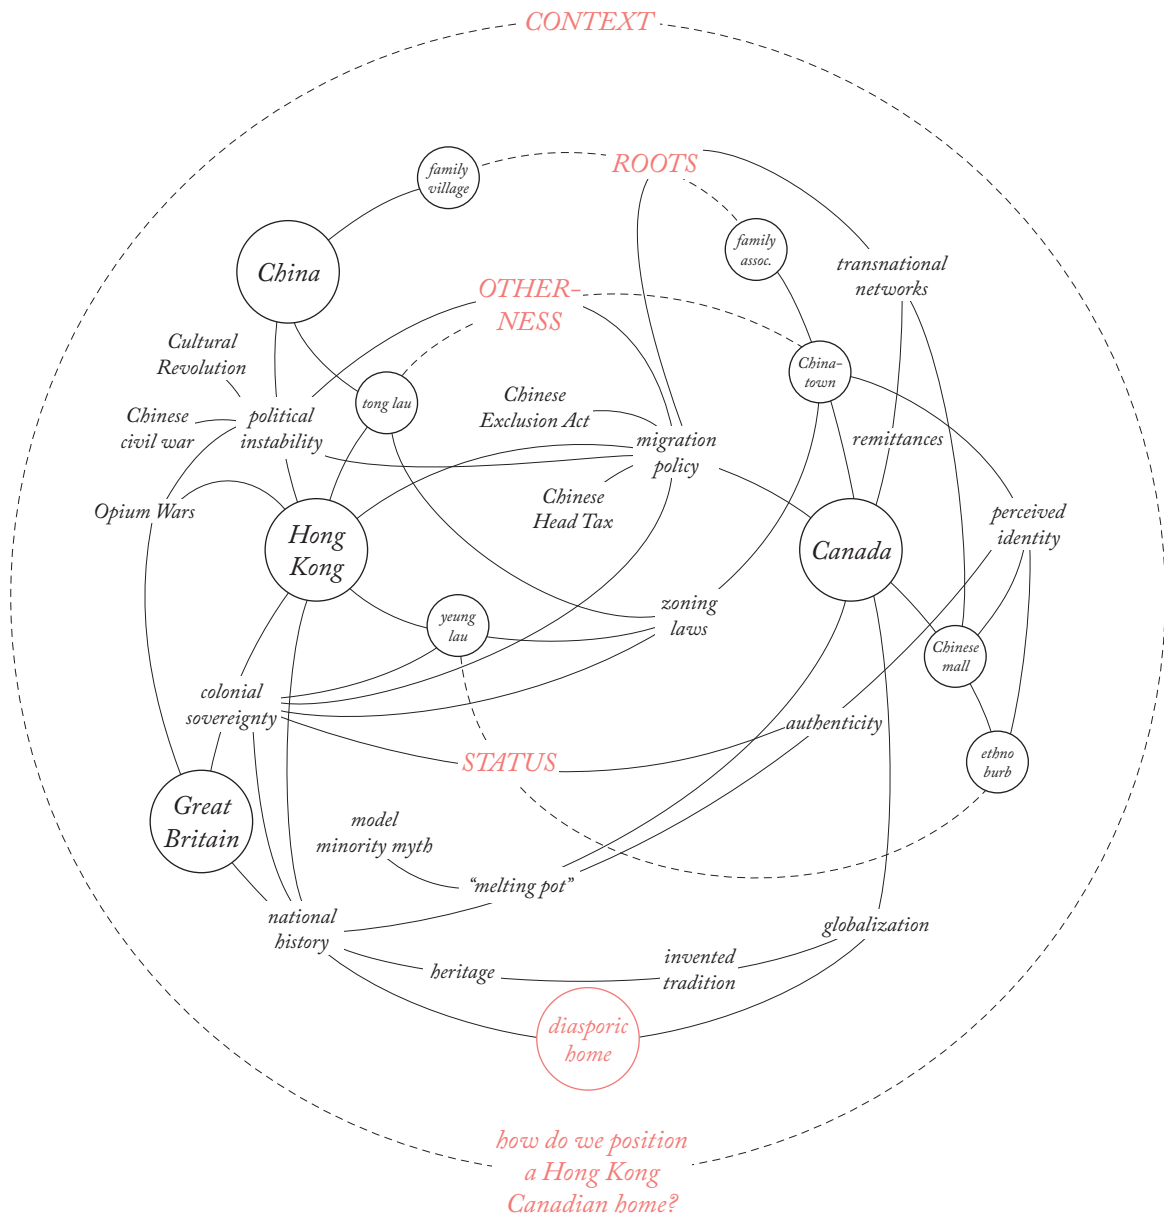 CONTEXT
family
village
ROOTS
family
assoc.
China
transnational
networks
OTHER-
NESS
Cultural
Revolution
China-
town
tong lau
Chinese
Exclusion Act
Chinese
civil war
political
instability
migration
policy
remittances
Chinese
Head Tax
Opium Wars
perceived
identity
Hong
Kong
Canada
zoning
laws
yeung
lau
Chinese
mall
colonial
sovereignty
authenticity
STATUS
ethno
burb
Great
Britain
model
minority myth
"melting pot"
national
history
globalization
heritage
invented
tradition
diasporic
home
how do we position
a Hong Kong
Canadian home?